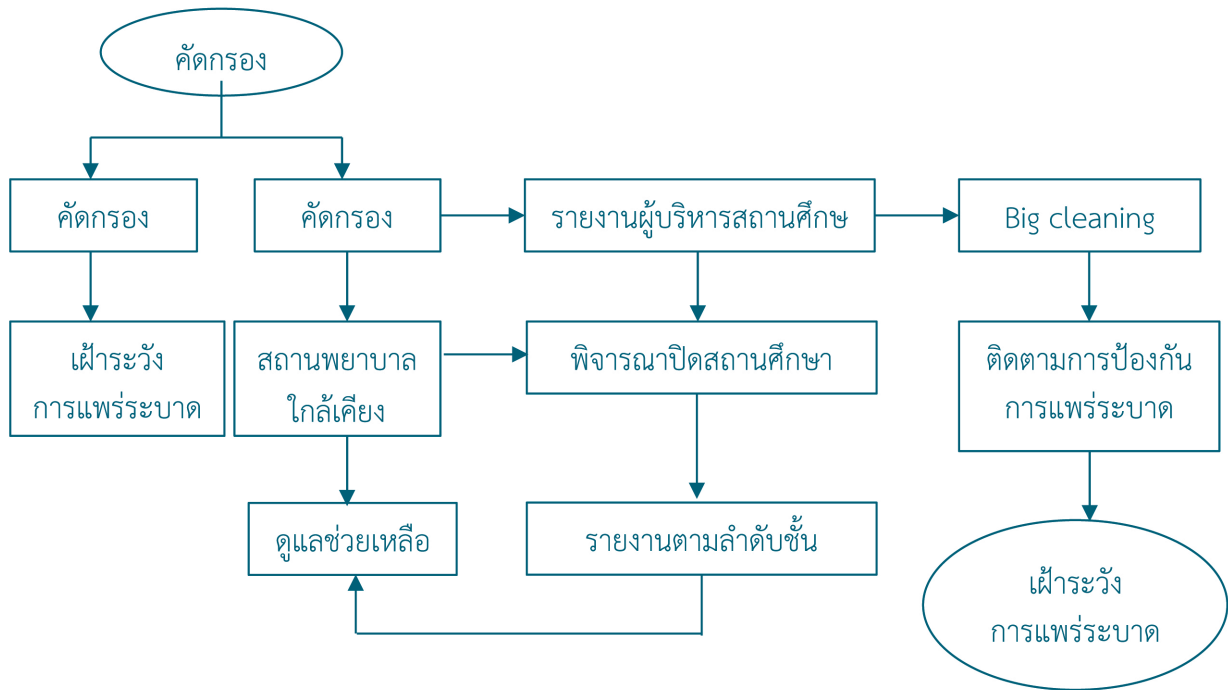 คัดกรอง
คัดกรอง
คัดกรอง
รายงานผู้บริหารสถานศึกษ
Big cleaning
เฝ้าระวัง
การแพร่ระบาด
สถานพยาบาล
ใกล้เคียง
พิจารณาปิดสถานศึกษา
ติดตามการป้องกัน
การแพร่ระบาด
ดูแลช่วยเหลือ
รายงานตามลำดับชั้น
เฝ้าระวัง
การแพร่ระบาด